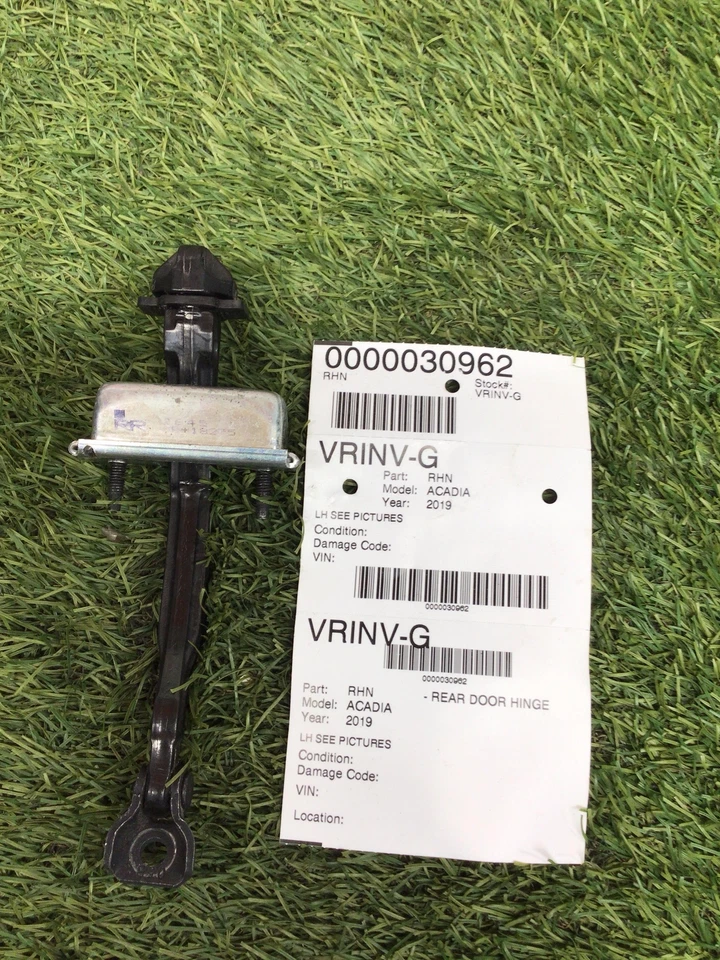 0000030962
RHN
Stock#:
VRINV-G
VRINV-G
Part: RHN
Model: ACADIA
Year: 2019
LH SEE PICTURES
Condition:
Damage Code:
VIN:
0000030962
VRINV-G
0000030962
Part: RHN - REAR DOOR HINGE
Model: ACADIA
Year: 2019
LH SEE PICTURES
Condition:
Damage Code:
VIN:
Location: